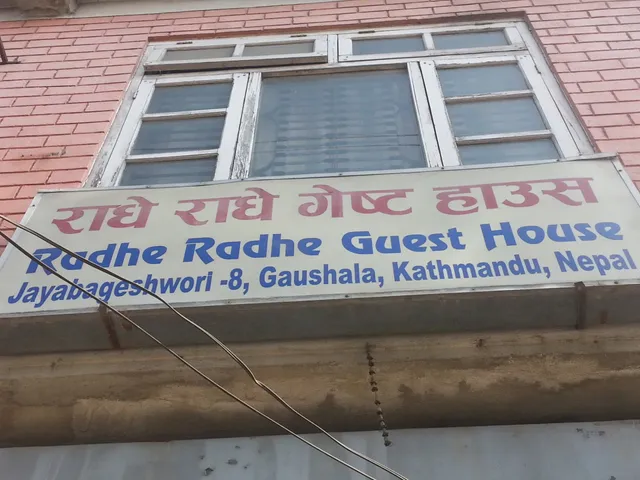 राधे राधे गेष्ट हाउस
Radhe Radhe Guest House
Jayabageshwori -8, Gaushala, Kathmandu, Nepal